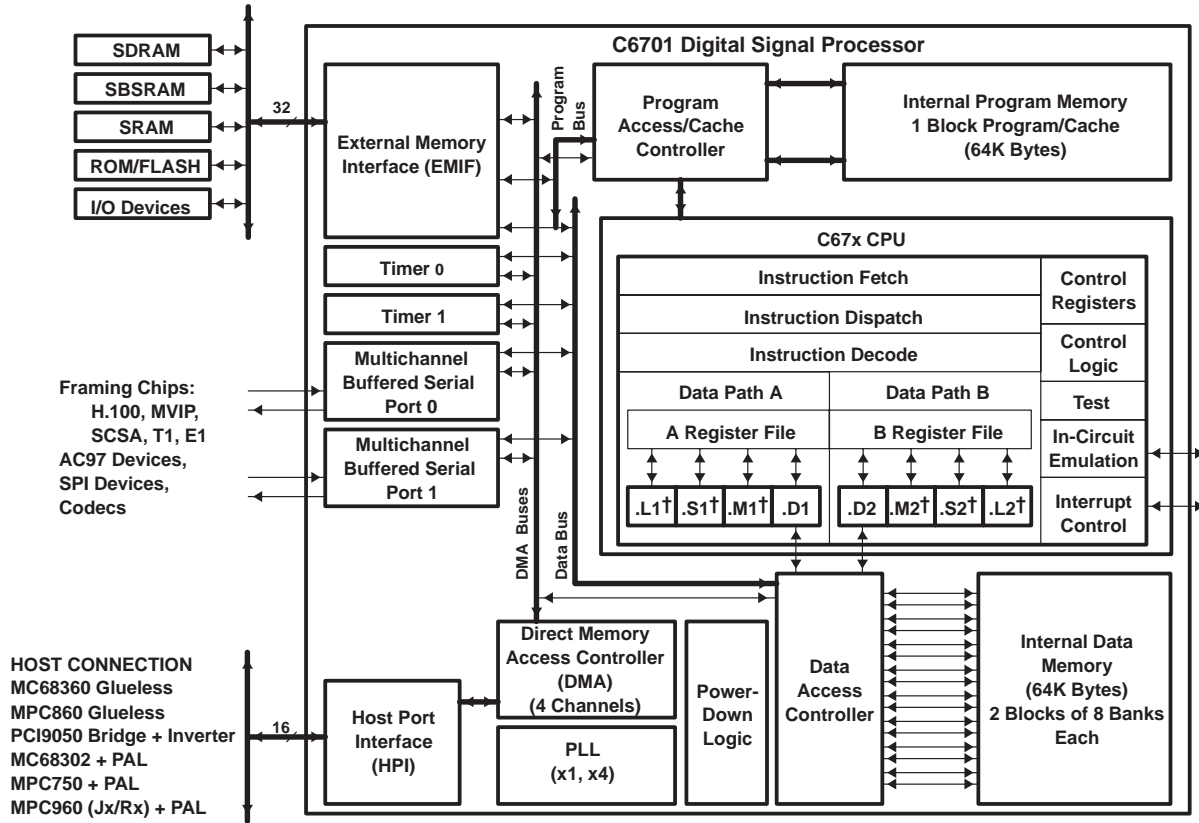 C6701 Digital Signal Processor
SDRAM
SBSRAM
SRAM
ROM/FLASH
I/O Devices
32
External Memory
Interface (EMIF)
Program
Bus
Program
Access/Cache
Controller
Internal Program Memory
1 Block Program/Cache
(64K Bytes)
Timer 0
Timer 1
Multichannel
Buffered Serial
Port 0
Multichannel
Buffered Serial
Port 1
Framing Chips:
H.100, MVIP,
SCSA, T1, E1
AC97 Devices,
SPI Devices,
Codecs
DMA Buses
Data Bus
C67x CPU
Instruction Fetch
Instruction Dispatch
Instruction Decode
Control
Registers
Control
Logic
Test
In-Circuit
Emulation
Interrupt
Control
Data Path A
Data Path B
A Register File
B Register File
.L1† .S1† .M1† .D1
.D2 .M2† .S2† .L2†
HOST CONNECTION
MC68360 Glueless
MPC860 Glueless
PCI9050 Bridge + Inverter
MC68302 + PAL
MPC750 + PAL
MPC960 (Jx/Rx) + PAL
16
Host Port
Interface
(HPI)
Direct Memory
Access Controller
(DMA)
(4 Channels)
PLL
(x1, x4)
Power-
Down
Logic
Data
Access
Controller
Internal Data
Memory
(64K Bytes)
2 Blocks of 8 Banks
Each